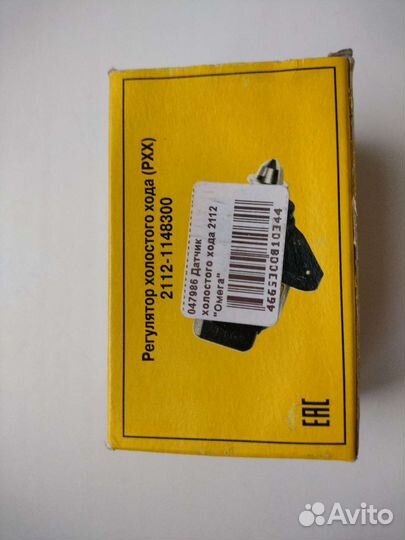 Регулятор холостого хода (РХХ)
2112-1148300
047986 Датчик
холостого хода 2112
"Омега"
4665300810344
EAC
Avito